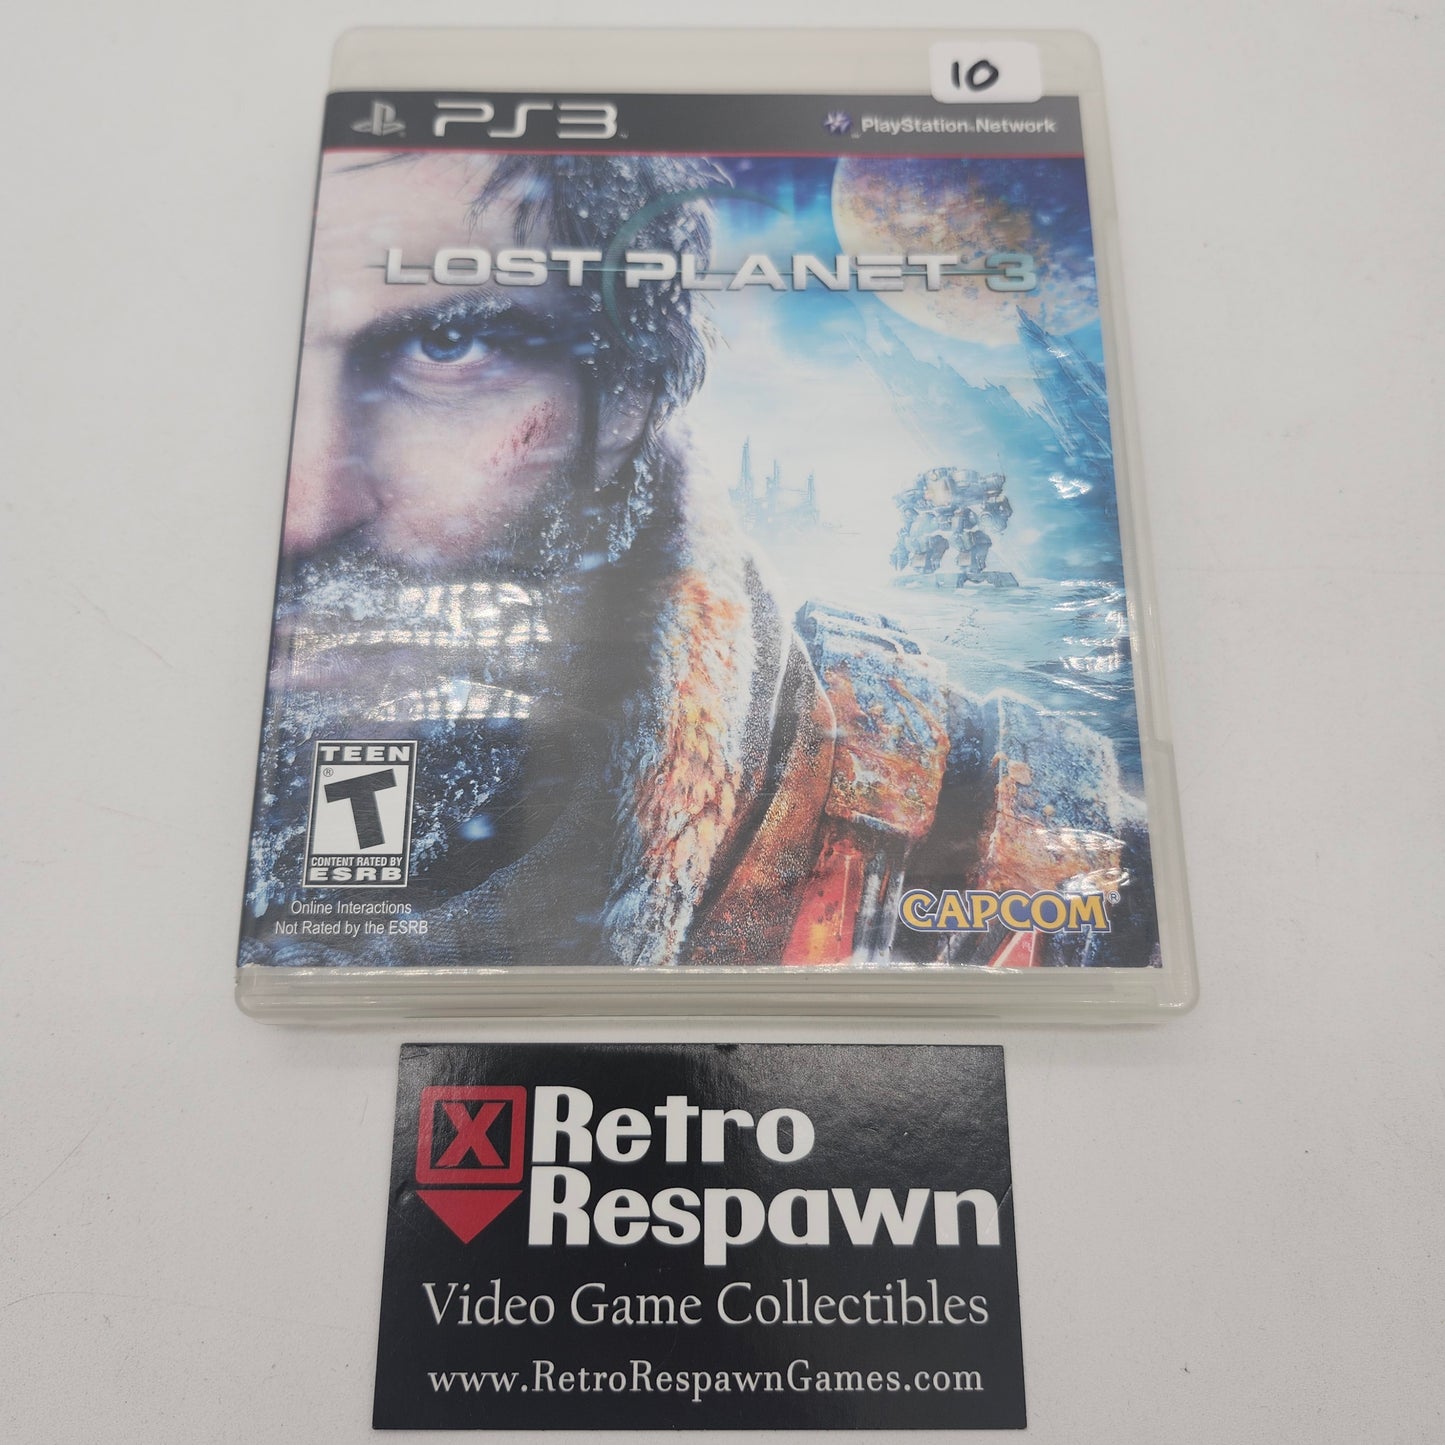 10
PS3™
PlayStation®Network
LOST PLANET 3
TEEN
®
T
CONTENT RATED BY
ESRB
Online Interactions
Not Rated by the ESRB
CAPCOM®
X
Retro
Respawn
Video Game Collectibles
www.RetroRespawnGames.com